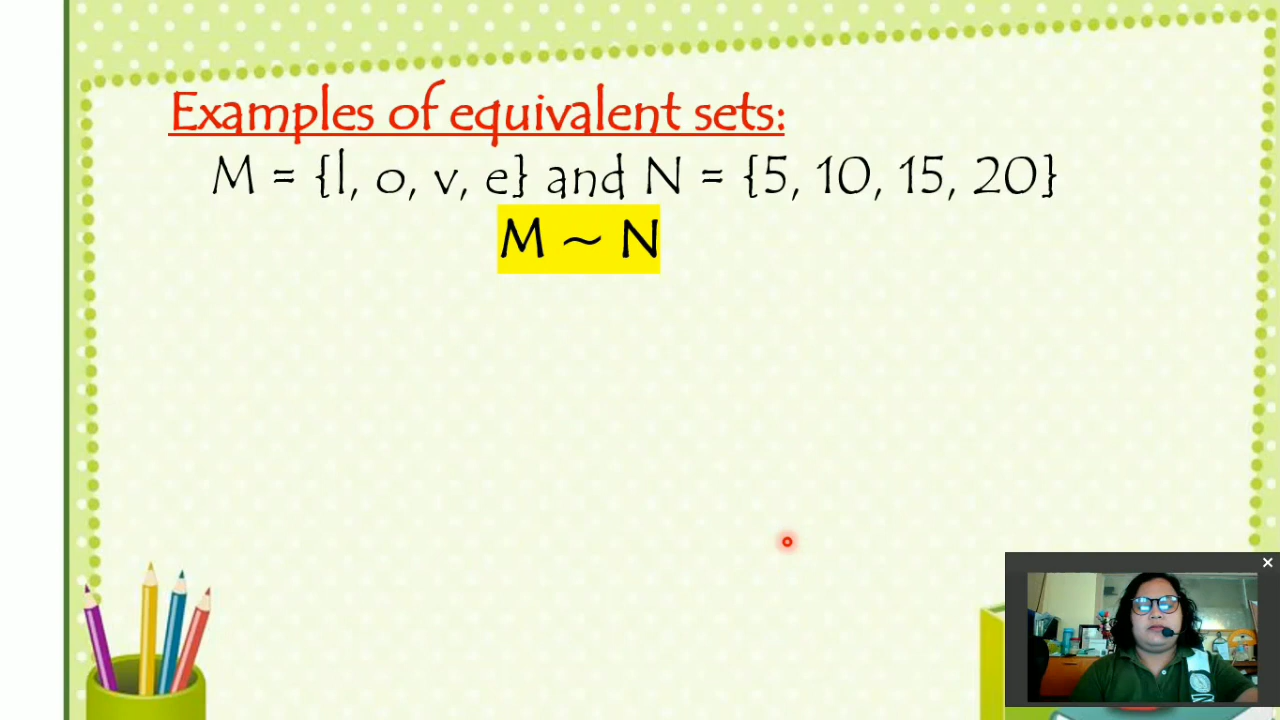 Examples of equivalent sets:
M = {l, o, v, e} and N = {5, 10, 15, 20}
M ~ N